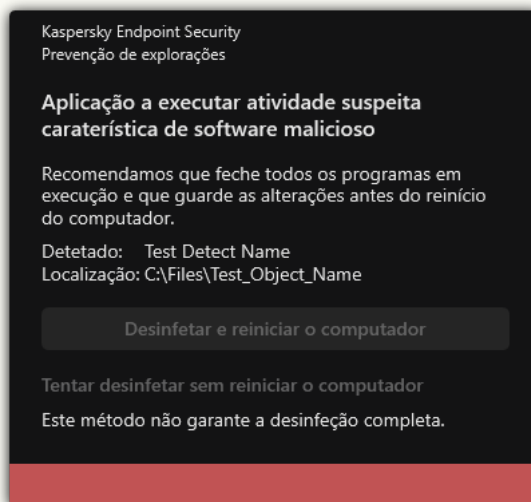 Kaspersky Endpoint Security
Prevenção de explorações
Aplicação a executar atividade suspeita
caraterística de software malicioso
Recomendamos que feche todos os programas em
execução e que guarde as alterações antes do reinício
do computador.
Detetado: Test Detect Name
Localização: C:\Files\Test_Object_Name
Desinfetar e reiniciar o computador
Tentar desinfetar sem reiniciar o computador
Este método não garante a desinfeção completa.